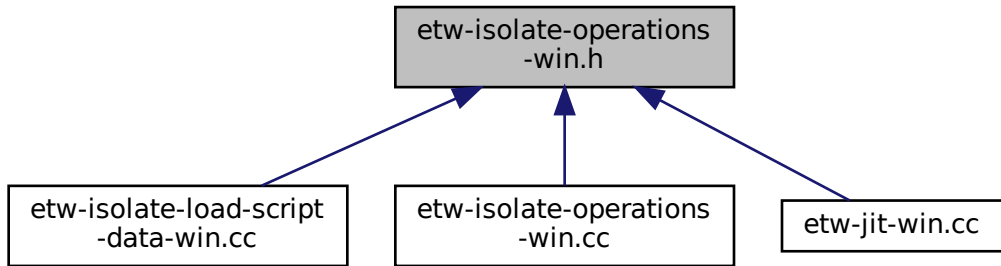 etw-isolate-operations
-win.h
etw-isolate-load-script
-data-win.cc
etw-isolate-operations
-win.cc
etw-jit-win.cc